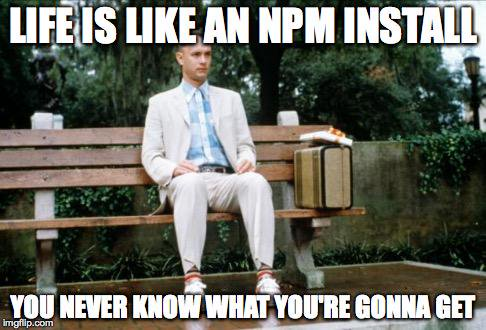 LIFE IS LIKE AN NPM INSTALL
YOU NEVER KNOW WHAT YOU'RE GONNA GET
imgflip.com